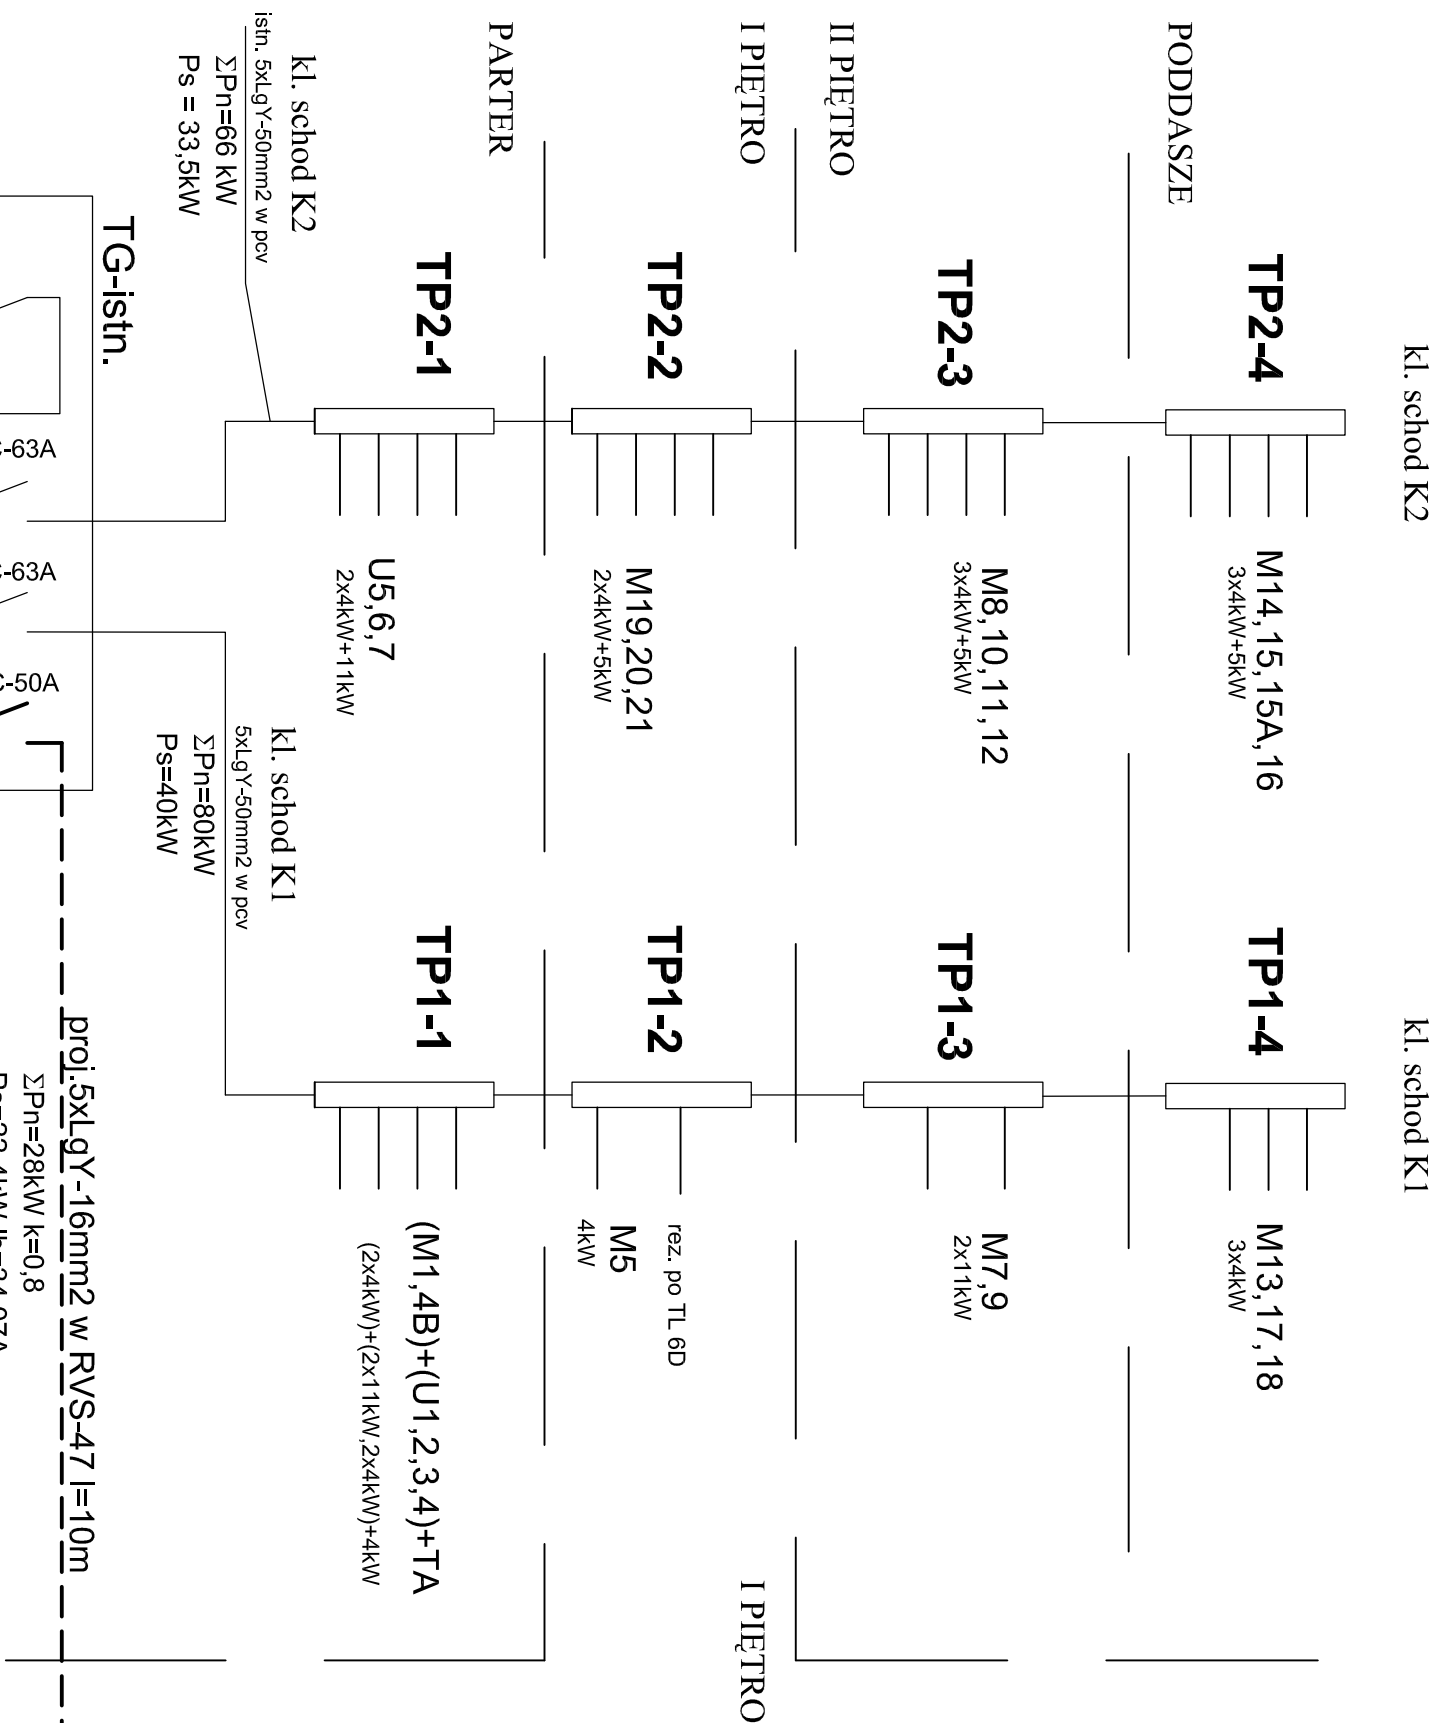 kl. schod K2
kl. schod K1
PODDASZE
TP2-4
M14,15,15A,16
3x4kW+5kW
TP1-4
M13,17,18
3x4kW
II PIĘTRO
TP2-3
M8,10,11,12
3x4kW+5kW
TP1-3
M7,9
2x11kW
I PIĘTRO
I PIĘTRO
TP2-2
M19,20,21
2x4kW+5kW
TP1-2
rez. po TL 6D
M5
4kW
PARTER
TP2-1
U5,6,7
2x4kW+11kW
TP1-1
(M1,4B)+(U1,2,3,4)+TA
(2x4kW)+(2x11kW,2x4kW)+4kW
kl. schod K2
istn. 5xLgY-50mm2 w pcv
ΣPn=66 kW
Ps = 33,5kW
kl. schod K1
5xLgY-50mm2 w pcv
ΣPn=80kW
Ps=40kW
TG-istn.
-63A
-63A
-50A
proj.5xLgY-16mm2 w RVS-47 l=10m
ΣPn=28kW k=0,8